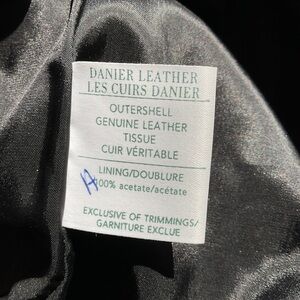 DANIER LEATHER
LES CUIRS DANIER
OUTERSHELL
GENUINE LEATHER
TISSUE
CUIR VÉRITABLE
LINING/DOUBLURE
00% acetate/acétate
EXCLUSIVE OF TRIMMINGS/
GARNITURE EXCLUE